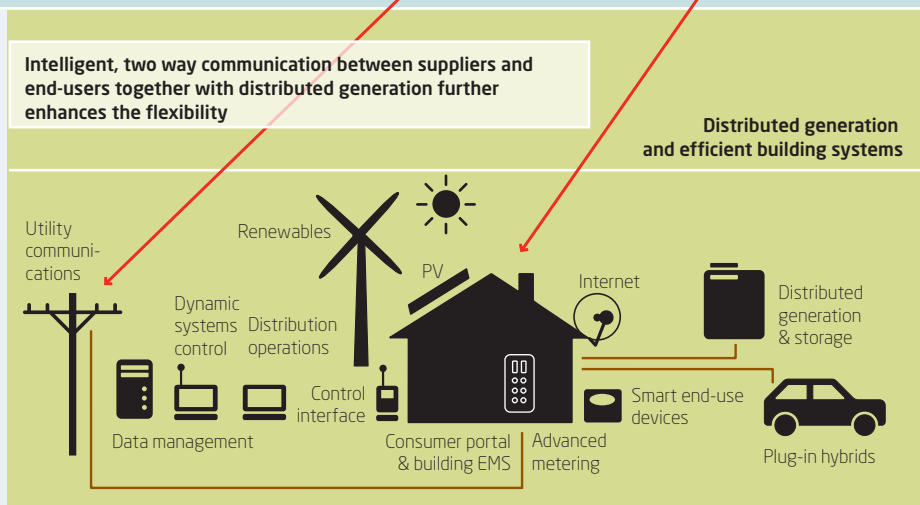 Intelligent, two way communication between suppliers and
end-users together with distributed generation further
enhances the flexibility
Distributed generation
and efficient building systems
Utility
communi-
cations
Renewables
PV
Internet
Dynamic
systems
control
Distribution
operations
Distributed
generation
& storage
Control
interface
Smart end-use
devices
Data management
Consumer portal
& building EMS
Advanced
metering
Plug-in hybrids